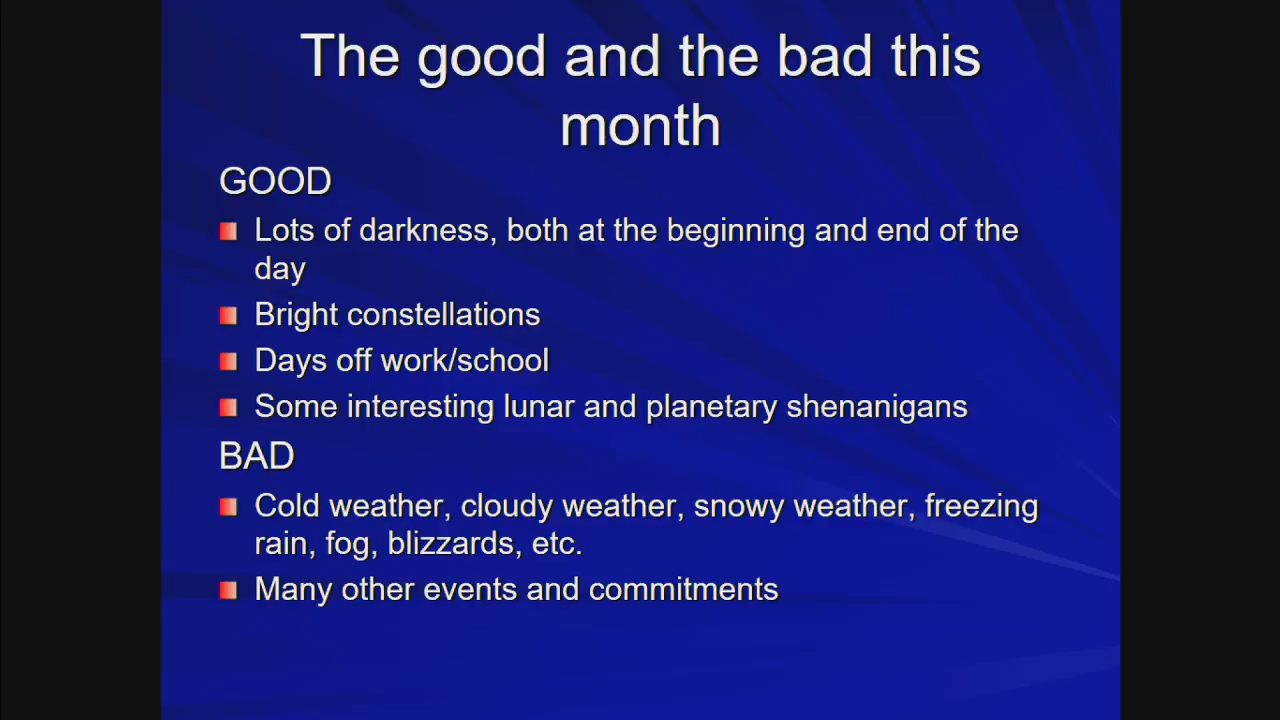 The good and the bad this
month
GOOD
Lots of darkness, both at the beginning and end of the
day
Bright constellations
Days off work/school
Some interesting lunar and planetary shenanigans
BAD
Cold weather, cloudy weather, snowy weather, freezing
rain, fog, blizzards, etc.
Many other events and commitments